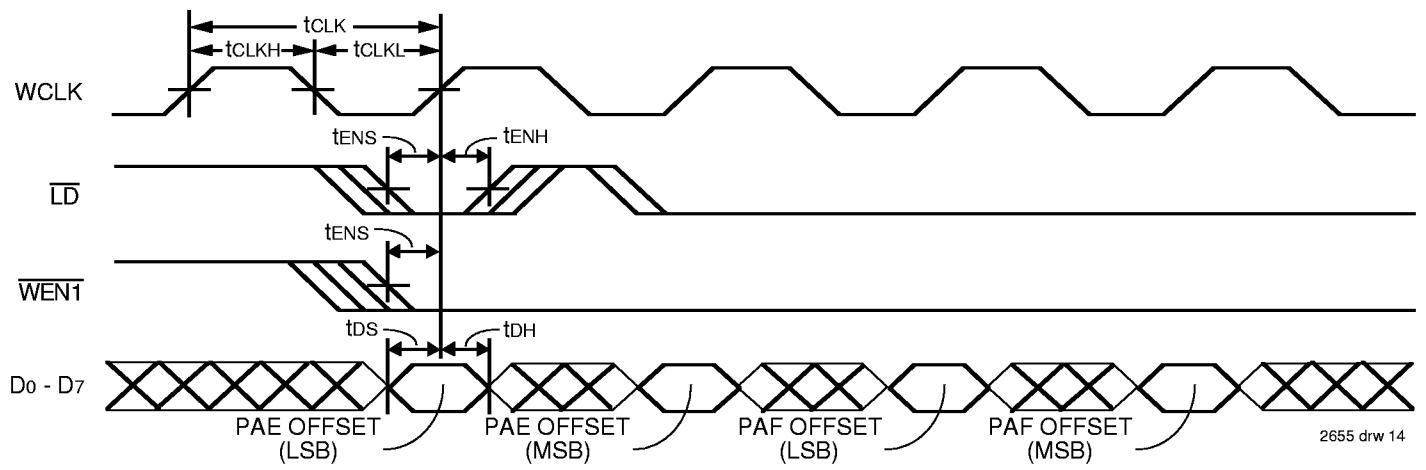 tCLK
tCLKH
tCLKL
WCLK
tENS
tENH
LD
tENS
WEN1
tDS
tDH
D0 - D7
PAE OFFSET
(LSB)
PAE OFFSET
(MSB)
PAF OFFSET
(LSB)
PAF OFFSET
(MSB)
2655 drw 14